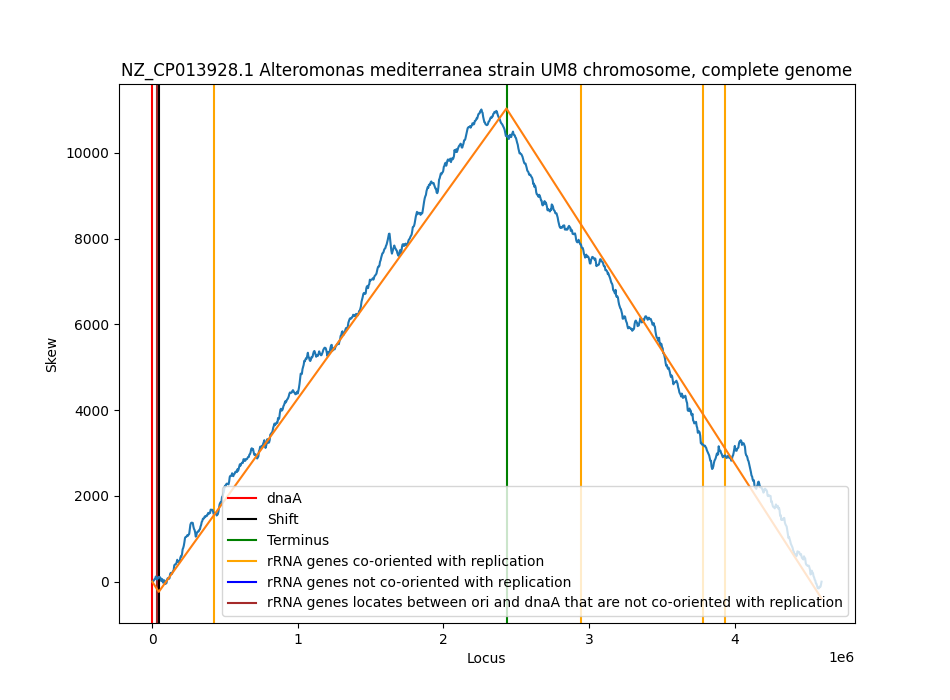 NZ_CP013928.1 Alteromonas mediterranea strain UM8 chromosome, complete genome
Skew
10000
8000
6000
4000
2000
0
dnaA
Shift
Terminus
rRNA genes co-oriented with replication
rRNA genes not co-oriented with replication
rRNA genes locates between ori and dnaA that are not co-oriented with replication
0 1 2 3 4
1e6
Locus